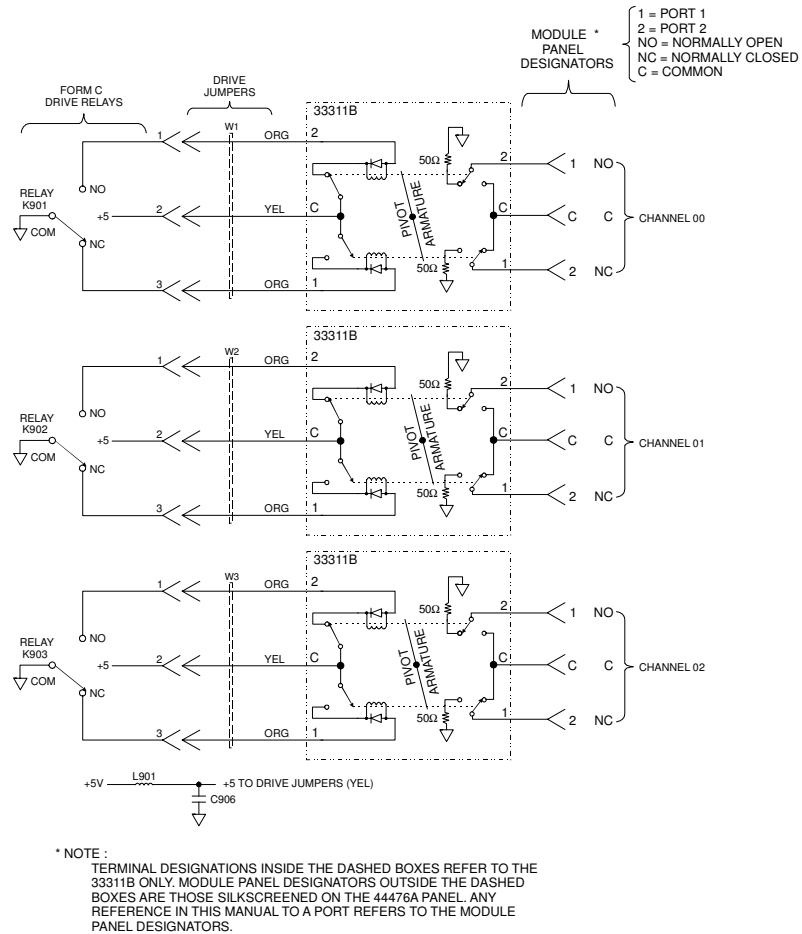 MODULE *
PANEL
DESIGNATORS
1 = PORT 1
2 = PORT 2
NO = NORMALLY OPEN
NC = NORMALLY CLOSED
C = COMMON
FORM C
DRIVE RELAYS
DRIVE
JUMPERS
33311B
1
W1
ORG
2
50Ω
2
1
NO
NO
RELAY
K901
COM
+5
2
YEL
C
PIVOT
ARMATURE
C
C
C
CHANNEL 00
NC
3
ORG
1
50Ω
1
2
NC
33311B
1
W2
ORG
2
50Ω
2
1
NO
NO
RELAY
K902
COM
+5
2
YEL
C
PIVOT
ARMATURE
C
C
C
CHANNEL 01
NC
3
ORG
1
50Ω
1
2
NC
33311B
1
W3
ORG
2
50Ω
2
1
NO
NO
RELAY
K903
COM
+5
2
YEL
C
PIVOT
ARMATURE
C
C
C
CHANNEL 02
NC
3
ORG
1
50Ω
1
2
NC
+5V
L901
+5 TO DRIVE JUMPERS (YEL)
C906
* NOTE :
TERMINAL DESIGNATIONS INSIDE THE DASHED BOXES REFER TO THE
33311B ONLY. MODULE PANEL DESIGNATORS OUTSIDE THE DASHED
BOXES ARE THOSE SILKSCREENED ON THE 44476A PANEL. ANY
REFERENCE IN THIS MANUAL TO A PORT REFERS TO THE MODULE
PANEL DESIGNATORS.